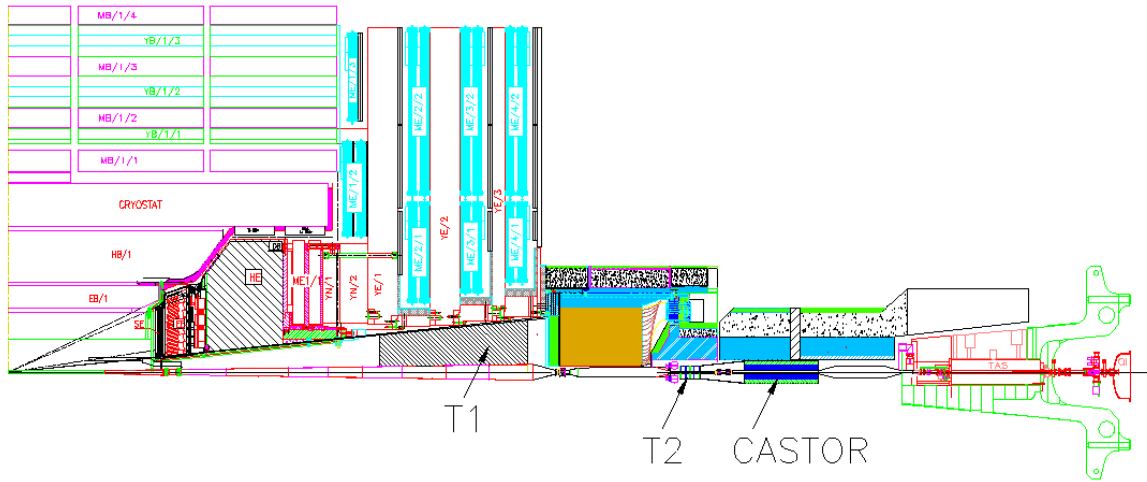 MB/1/4
YB/1/3
MB/1/3
YB/1/2
MB/1/2
YB/1/1
MB/1/1
CRYOSTAT
HB/1
EB/1
SE
HE
ME1/1
YN/1
YN/2
YE/1
ME/1/3
ME/1/2
ME/2/2
ME/2/1
YE/2
ME/3/2
ME/3/1
YE/3
ME/4/2
ME/4/1
TAS
T1
T2
CASTOR